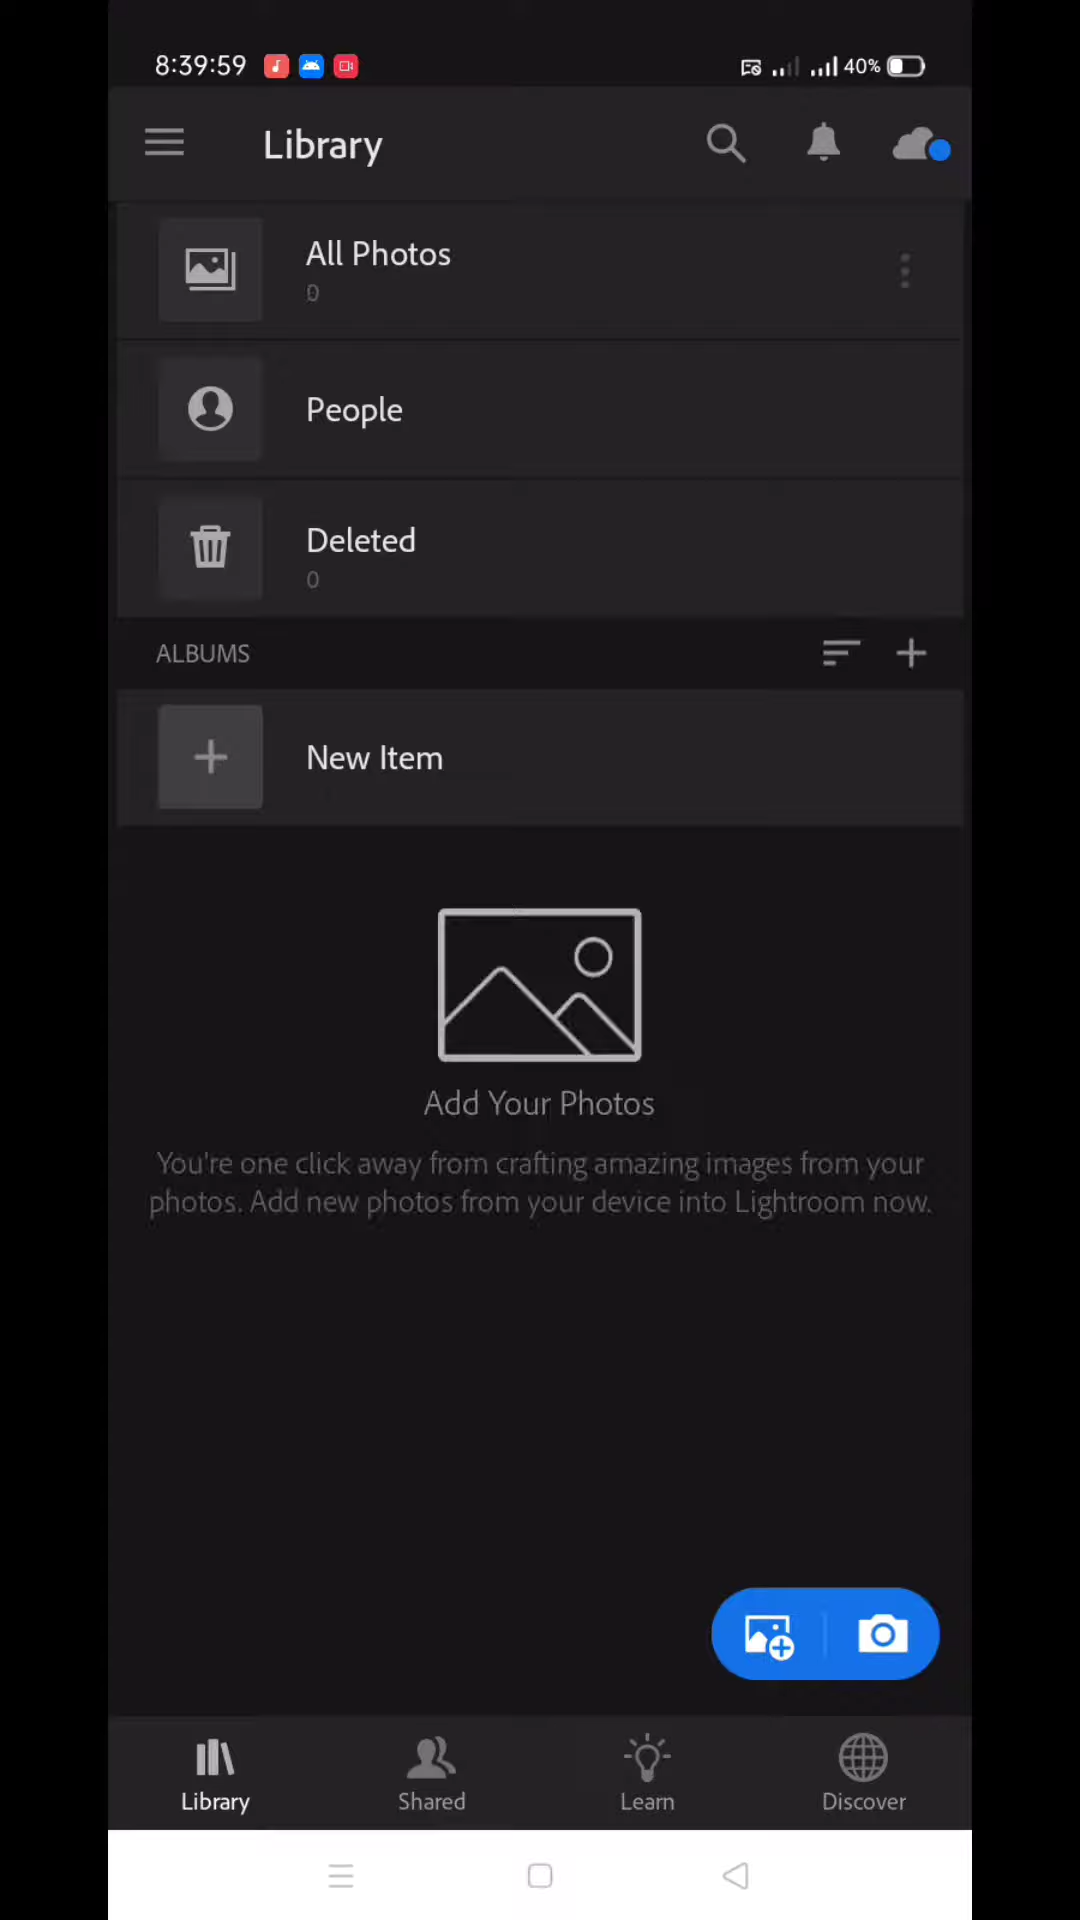 8:39:59
40%
Library
All Photos
0
People
Deleted
0
ALBUMS
New Item
Add Your Photos
You're one click away from crafting amazing images from your
photos. Add new photos from your device into Lightroom now.
Library
Shared
Learn
Discover